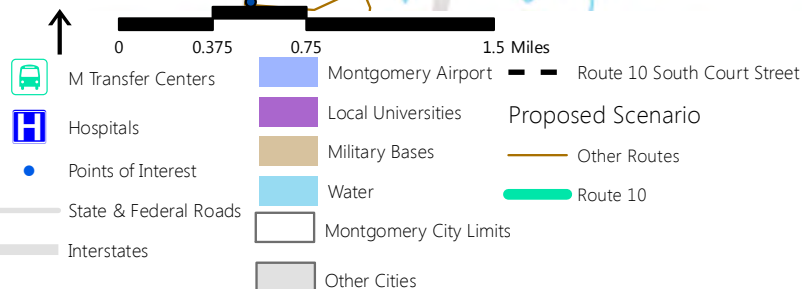 0 0.375 0.75 1.5 Miles
M Transfer Centers
H
Hospitals
Points of Interest
State & Federal Roads
Interstates
Montgomery Airport
Local Universities
Military Bases
Water
Montgomery City Limits
Other Cities
Route 10 South Court Street
Proposed Scenario
Other Routes
Route 10